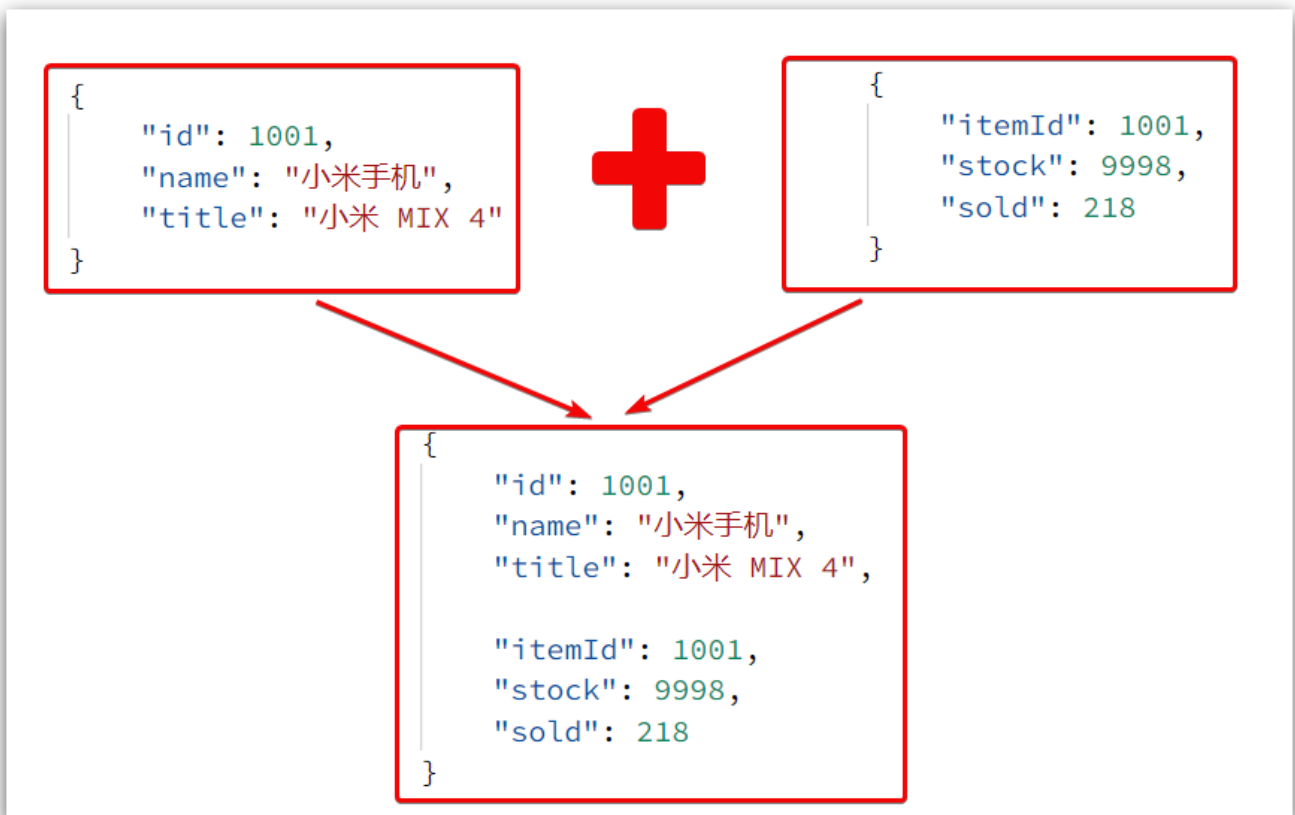 {
"id": 1001,
"name": "小米手机",
"title": "小米 MIX 4"
}
{
"itemId": 1001,
"stock": 9998,
"sold": 218
}
{
"id": 1001,
"name": "小米手机",
"title": "小米 MIX 4",
"itemId": 1001,
"stock": 9998,
"sold": 218
}